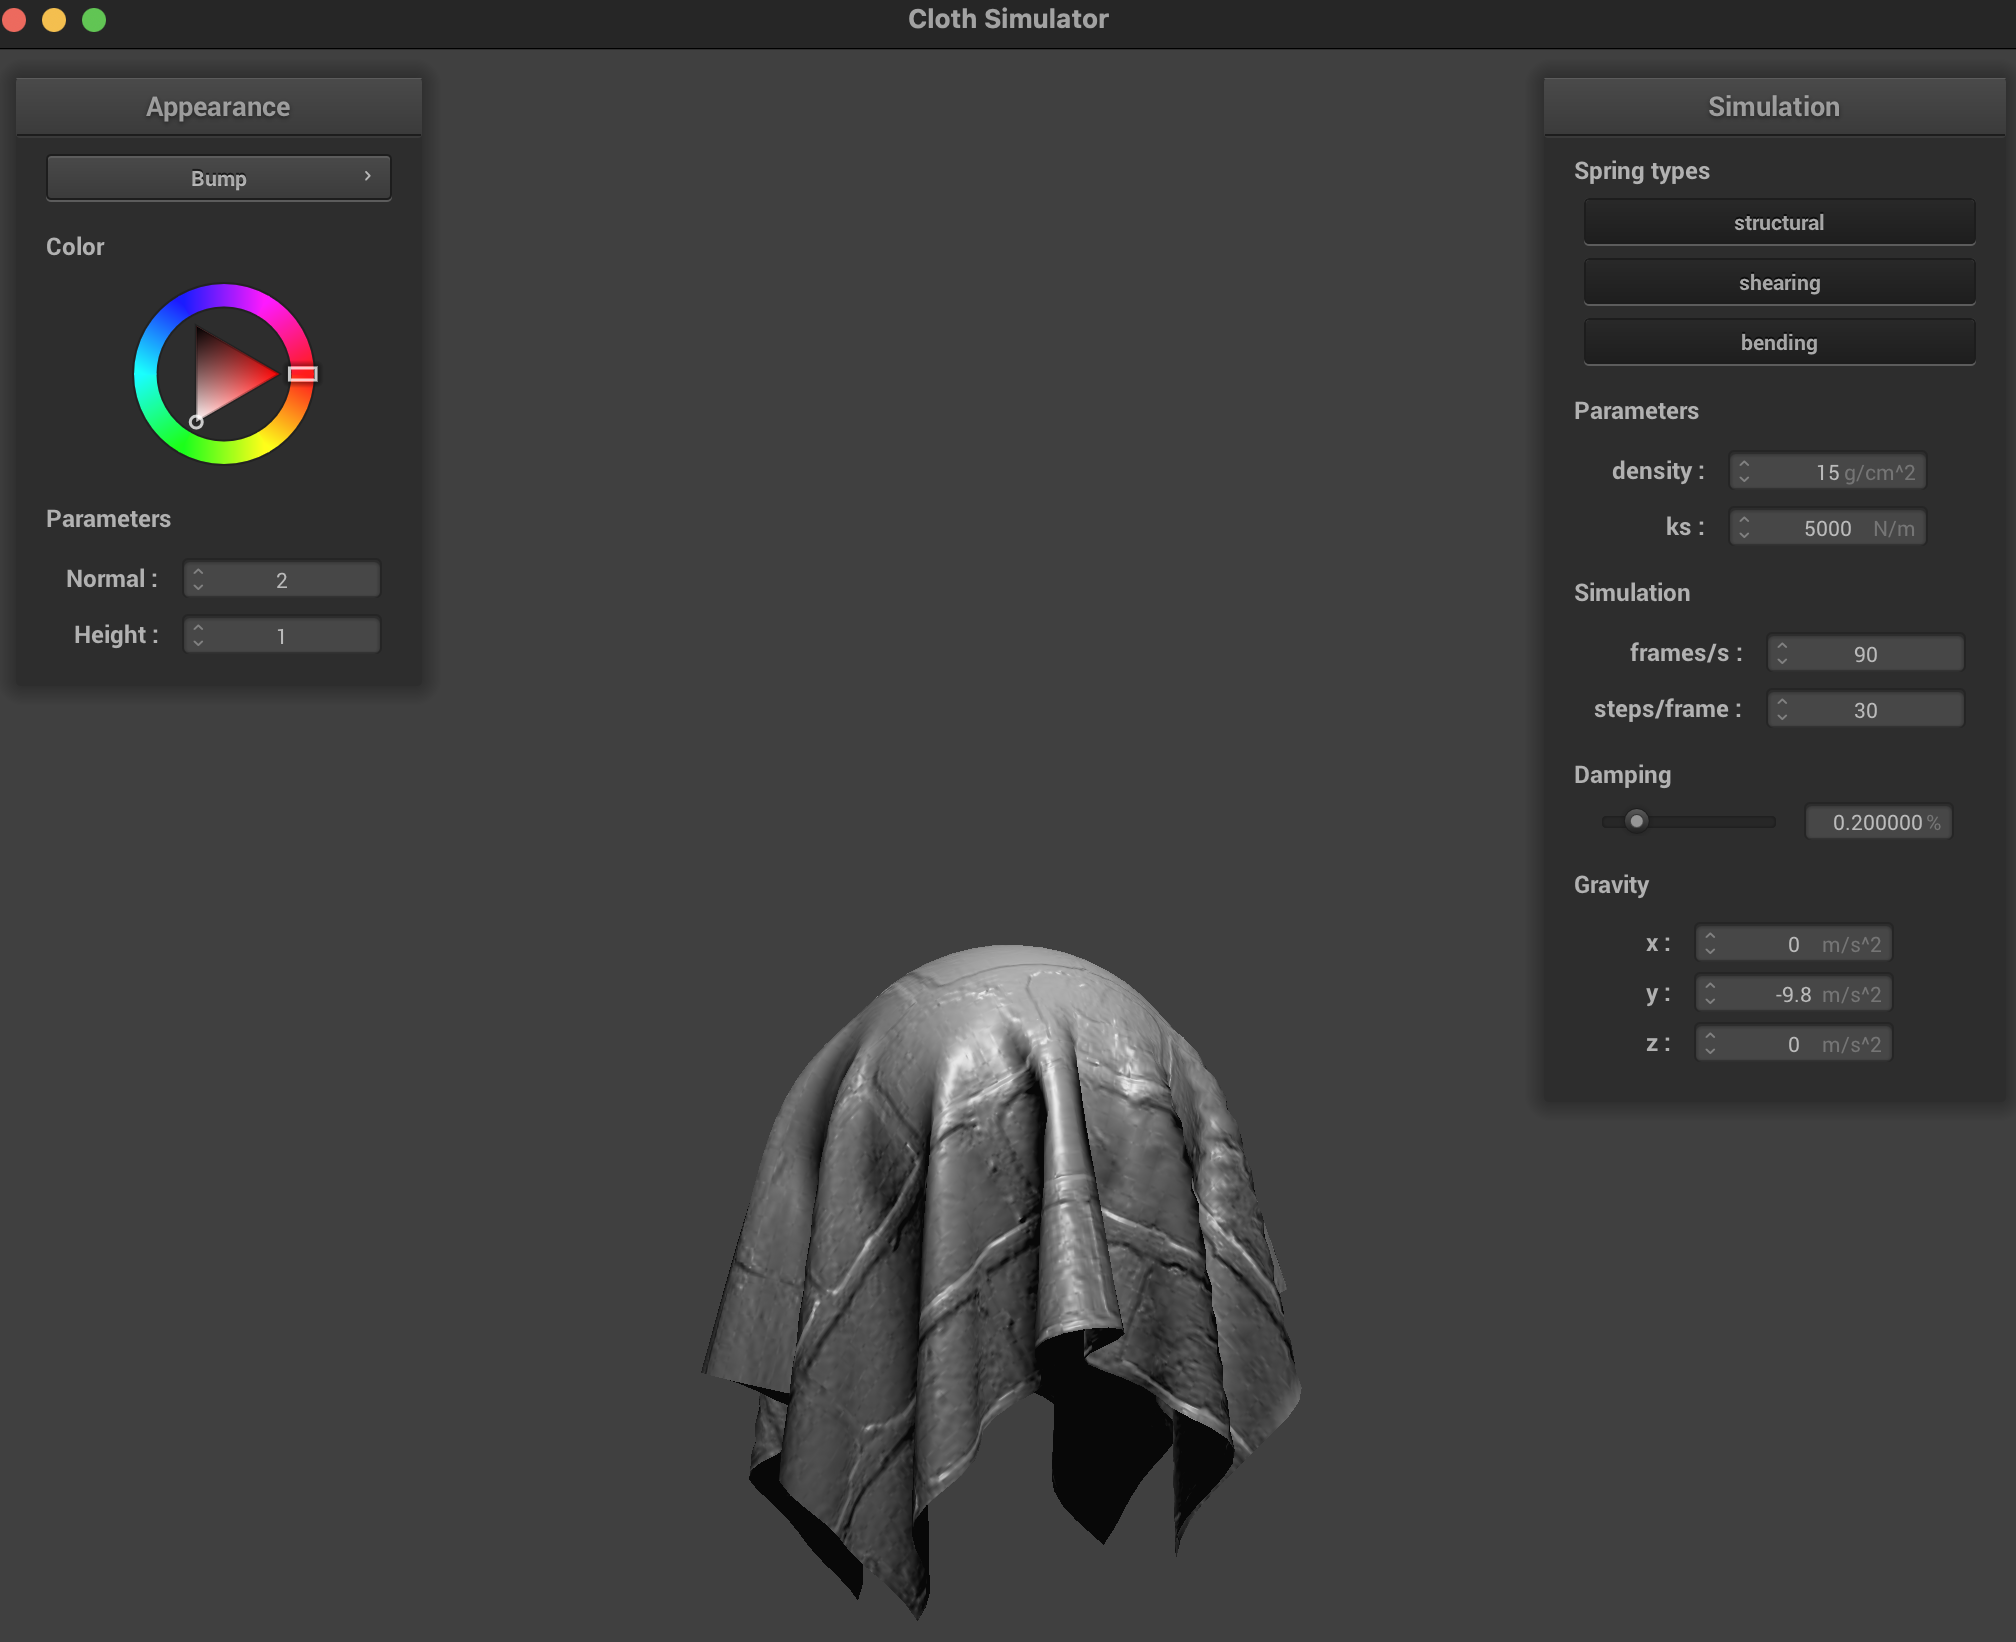 Cloth Simulator
Appearance
Bump
Color
Parameters
Normal : 2
Height : 1
Simulation
Spring types
structural
shearing
bending
Parameters
density : 15 g/cm^2
ks : 5000 N/m
Simulation
frames/s : 90
steps/frame : 30
Damping
0.200000 %
Gravity
x : 0 m/s^2
y : -9.8 m/s^2
z : 0 m/s^2